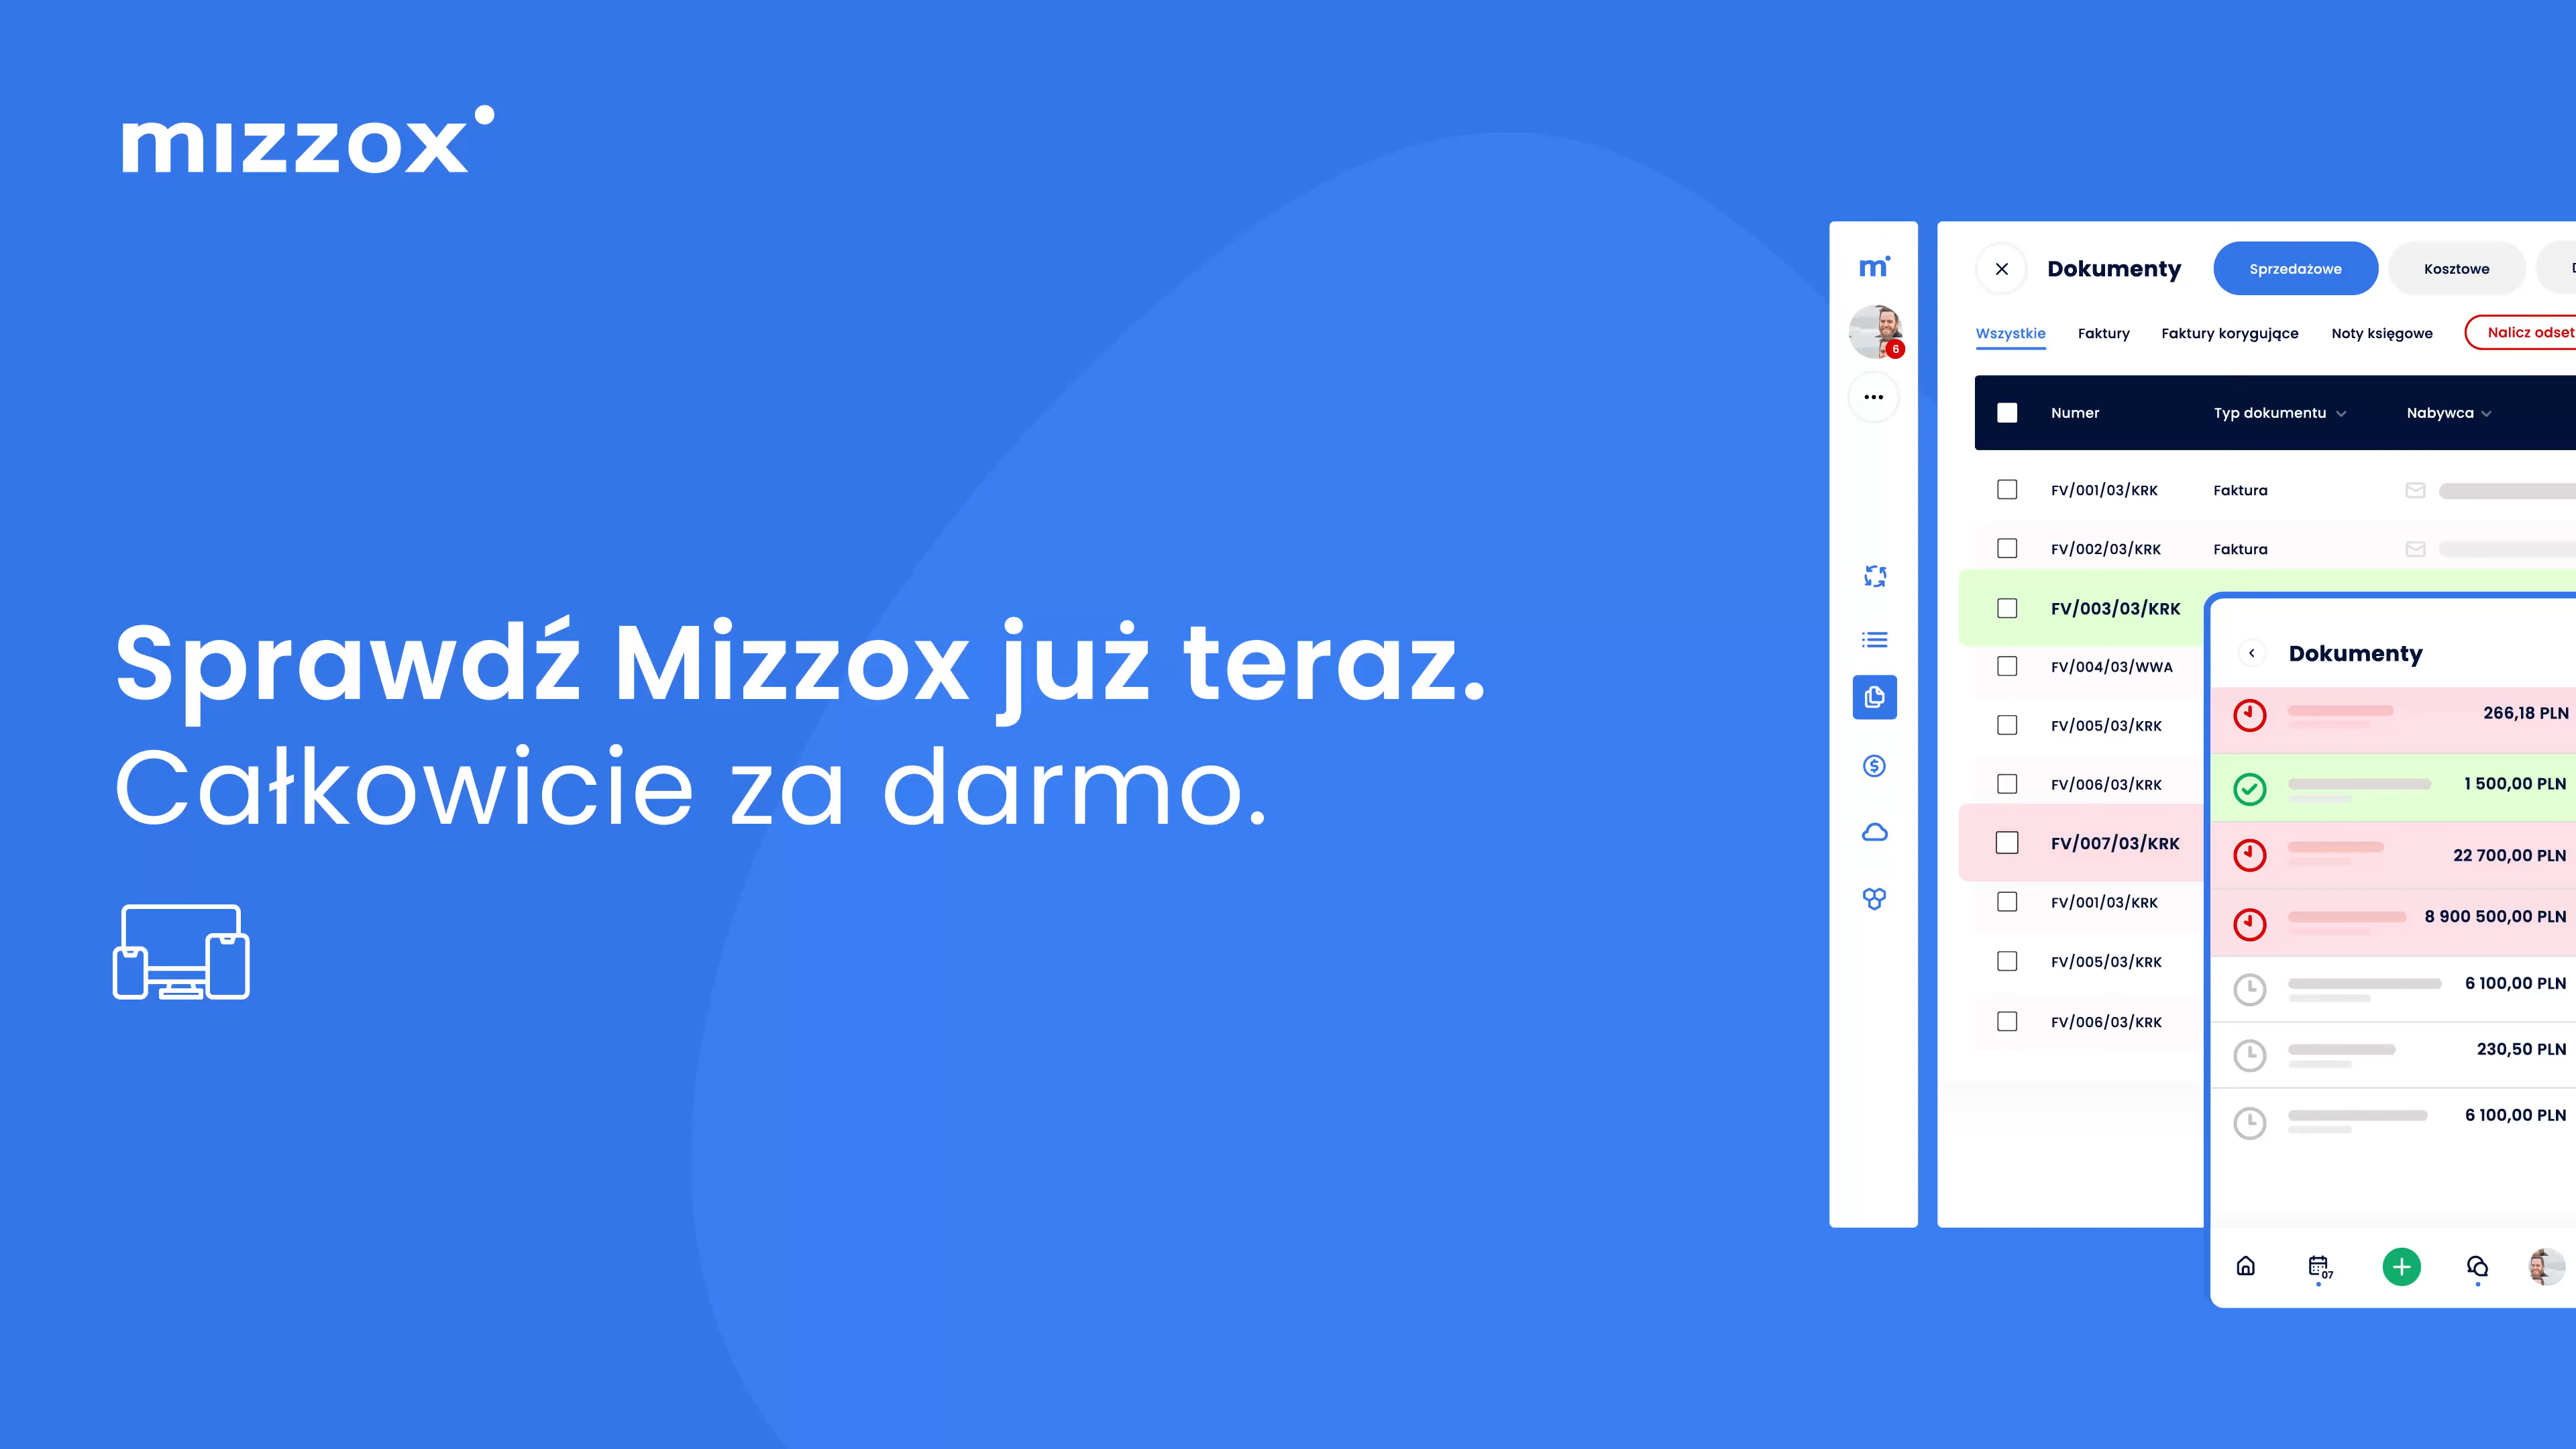 mizzox
Sprawdź Mizzox już teraz.
Całkowicie za darmo.
m
6
07
Dokumenty Sprzedażowe Kosztowe
Wszystkie Faktury Faktury korygujące Noty księgowe Nalicz
Numer Typ dokumentu Nabywca
FV/001/03/KRK Faktura
FV/002/03/KRK Faktura
FV/003/03/KRK
FV/004/03/WWA
FV/005/03/KRK
FV/006/03/KRK
FV/007/03/KRK
FV/001/03/KRK
FV/005/03/KRK
FV/006/03/KRK
Dokumenty
266,18 PLN
1 500,00 PLN
22 700,00 PLN
8 900 500,00 PLN
6 100,00 PLN
230,50 PLN
6 100,00 PLN